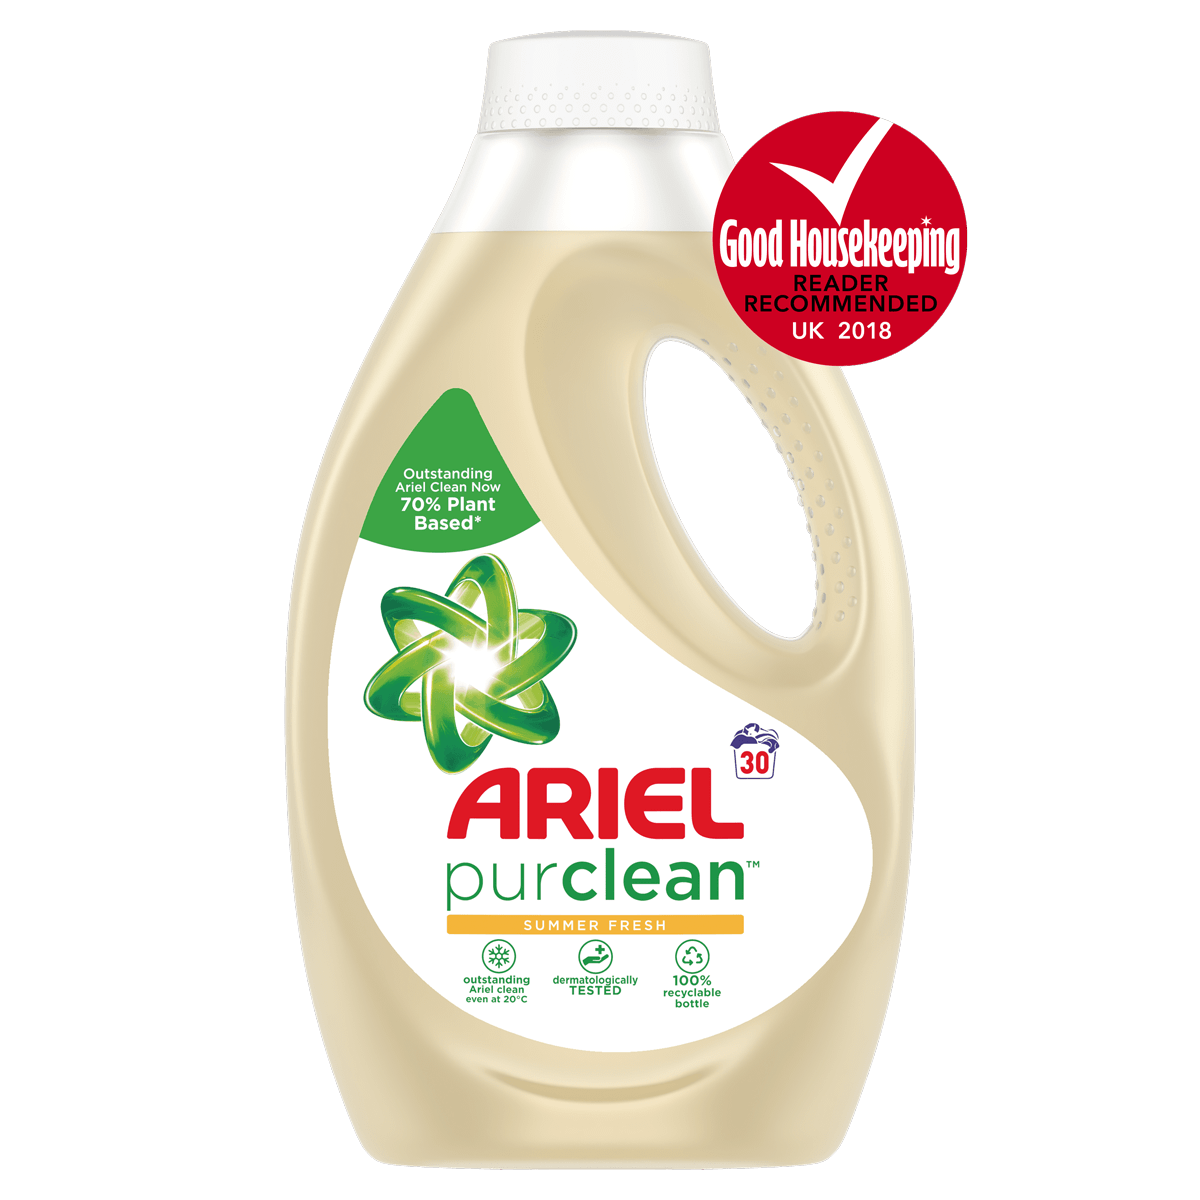 Good Housekeeping
READER
RECOMMENDED
UK 2018
Outstanding
Ariel Clean Now
70% Plant
Based*
30
ARIEL
purclean™
SUMMER FRESH
outstanding
Ariel clean
even at 20°C
dermatologically
TESTED
100%
recyclable
bottle